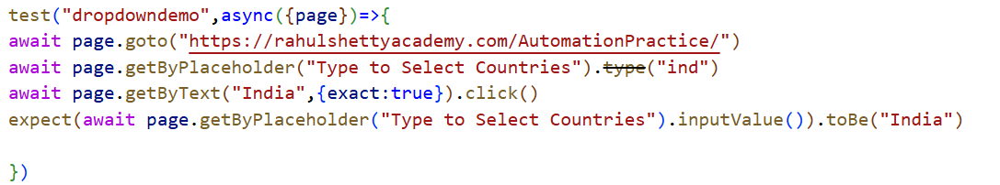 test("dropdowndemo",async({page})=>{
await page.goto("https://rahulshettyacademy.com/AutomationPractice/")
await page.getByPlaceholder("Type to Select Countries").type("ind")
await page.getByText("India",{exact:true}).click()
expect(await page.getByPlaceholder("Type to Select Countries").inputValue()).toBe("India")
})